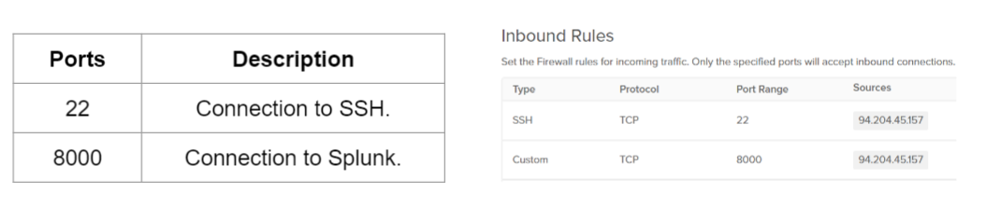 Ports Description
22 Connection to SSH.
8000 Connection to Splunk.
Inbound Rules
Set the Firewall rules for incoming traffic. Only the specified ports will accept inbound connections.
Type Protocol Port Range Sources
SSH TCP 22 94.204.45.157
Custom TCP 8000 94.204.45.157